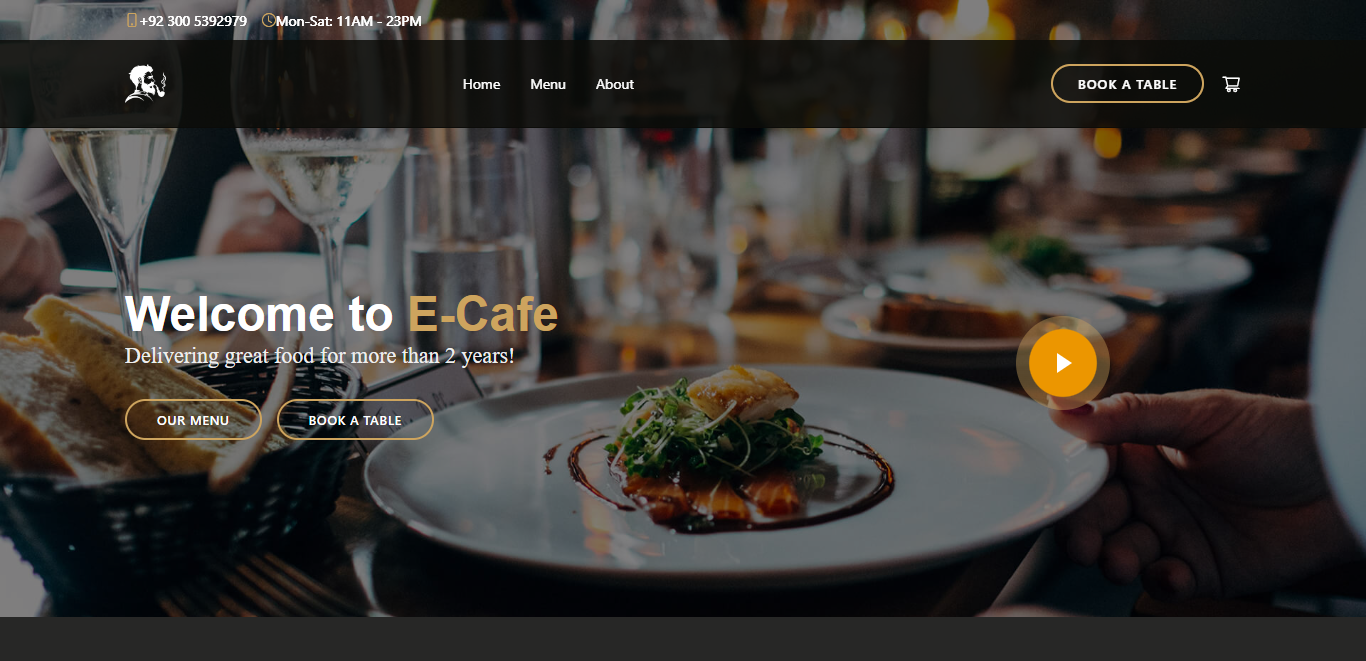 +92 300 5392979 Mon-Sat: 11AM - 23PM
Home Menu About BOOK A TABLE
Welcome to E-Cafe
Delivering great food for more than 2 years!
OUR MENU BOOK A TABLE